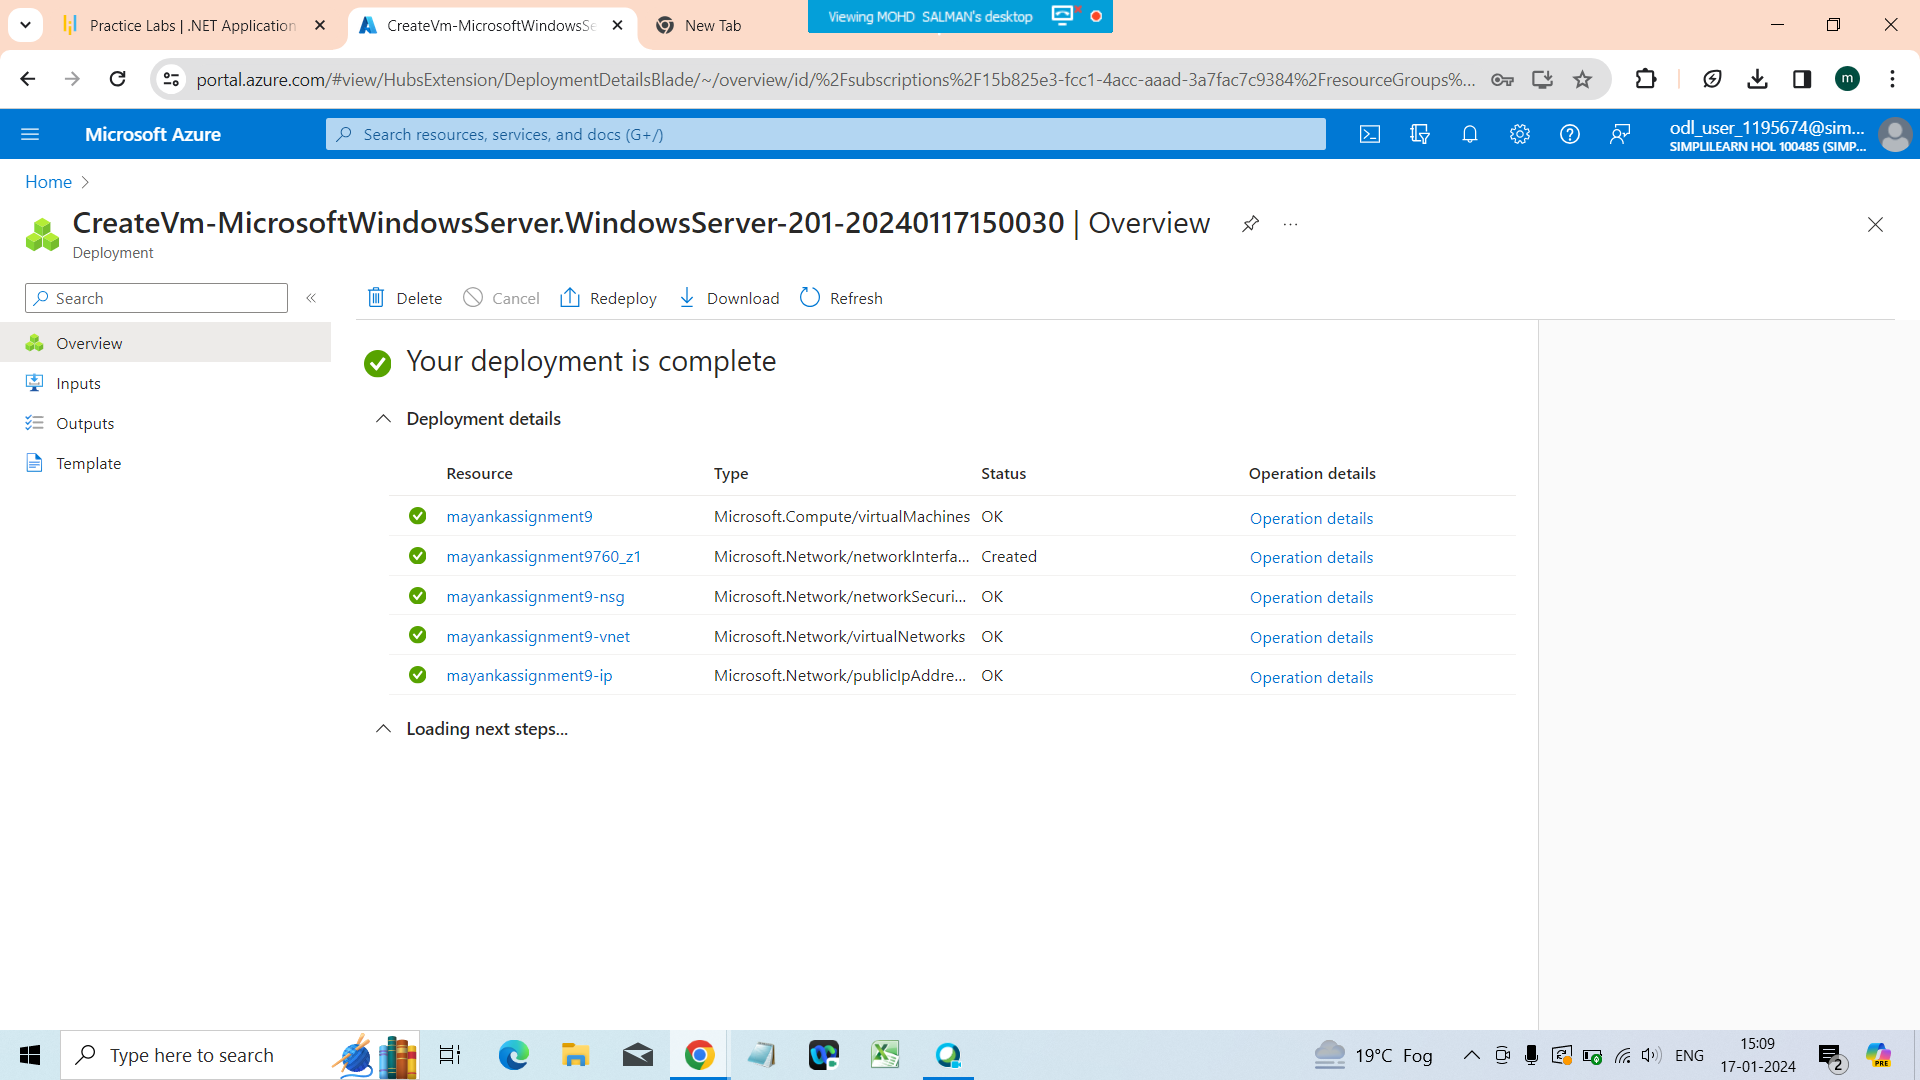 Practice Labs | .NET Application
CreateVm-MicrosoftWindowsSe
New Tab
Viewing MOHD SALMAN's desktop
portal.azure.com/#view/HubsExtension/DeploymentDetailsBlade/~/overview/id/%2Fsubscriptions%2F15b825e3-fcc1-4acc-aaad-3a7fac7c9384%2FresourceGroups%...
m
Microsoft Azure
Search resources, services, and docs (G+/)
odl_user_1195674@sim...
SIMPLILEARN HOL 100485 (SIMP...
Home
CreateVm-MicrosoftWindowsServer.WindowsServer-201-20240117150030 | Overview
Deployment
Search
Delete
Cancel
Redeploy
Download
Refresh
Overview
Inputs
Outputs
Template
Your deployment is complete
Deployment details
Resource Type Status Operation details
mayankassignment9 Microsoft.Compute/virtualMachines OK Operation details
mayankassignment9760_z1 Microsoft.Network/networkInterfa... Created Operation details
mayankassignment9-nsg Microsoft.Network/networkSecuri... OK Operation details
mayankassignment9-vnet Microsoft.Network/virtualNetworks OK Operation details
mayankassignment9-ip Microsoft.Network/publicIpAddre... OK Operation details
Loading next steps...
Type here to search
19°C Fog
ENG
15:09
17-01-2024
2
PRE